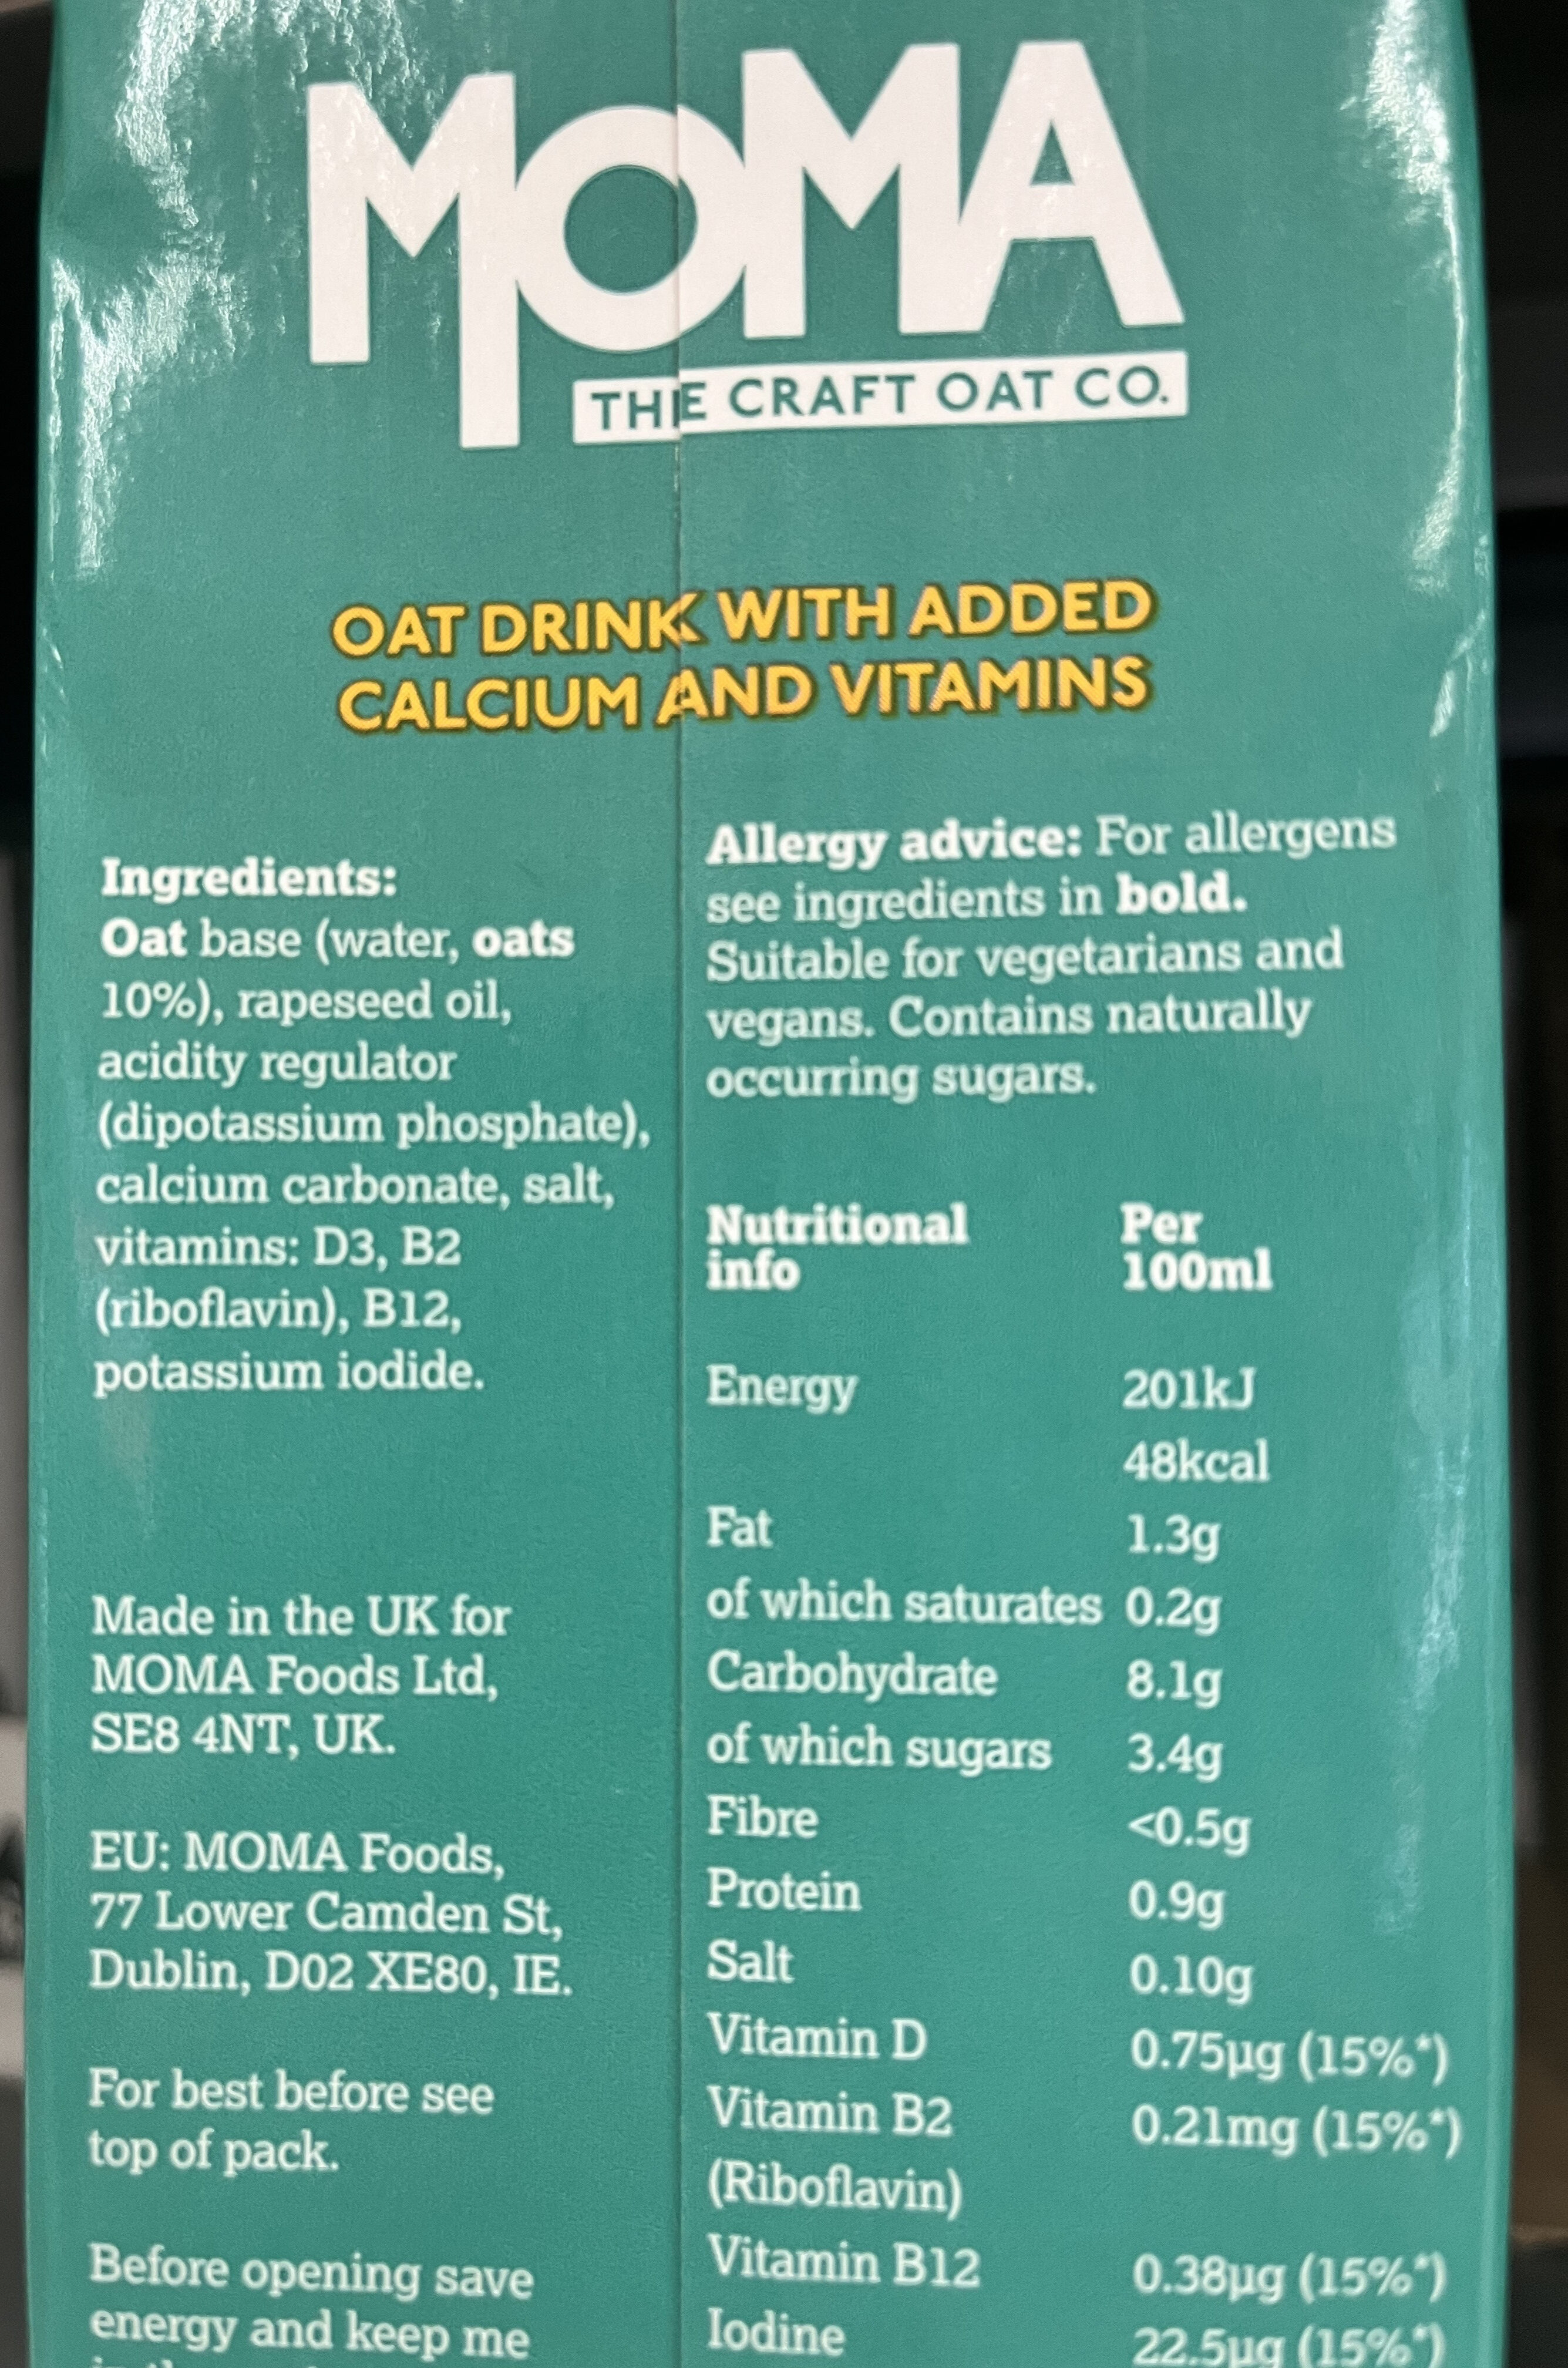 MOMA
THE CRAFT OAT CO.
OAT DRINK WITH ADDED
CALCIUM AND VITAMINS
Ingredients:
Oat base (water, oats
10%), rapeseed oil,
acidity regulator
(dipotassium phosphate),
calcium carbonate, salt,
vitamins: D3, B2
(riboflavin), B12,
potassium iodide.
Made in the UK for
MOMA Foods Ltd,
SE8 4NT, UK.
EU: MOMA Foods,
77 Lower Camden St,
Dublin, D02 XE80, IE.
For best before see
top of pack.
Before opening save
energy and keep me
Allergy advice: For allergens
see ingredients in bold.
Suitable for vegetarians and
vegans. Contains naturally
occurring sugars.
Nutritional info Per 100ml
Energy 201kJ
48kcal
Fat 1.3g
of which saturates 0.2g
Carbohydrate 8.1g
of which sugars 3.4g
Fibre <0.5g
Protein 0.9g
Salt 0.10g
Vitamin D 0.75µg (15%*)
Vitamin B2 0.21mg (15%*)
(Riboflavin)
Vitamin B12 0.38µg (15%*)
Iodine 22.5µg (15%*)